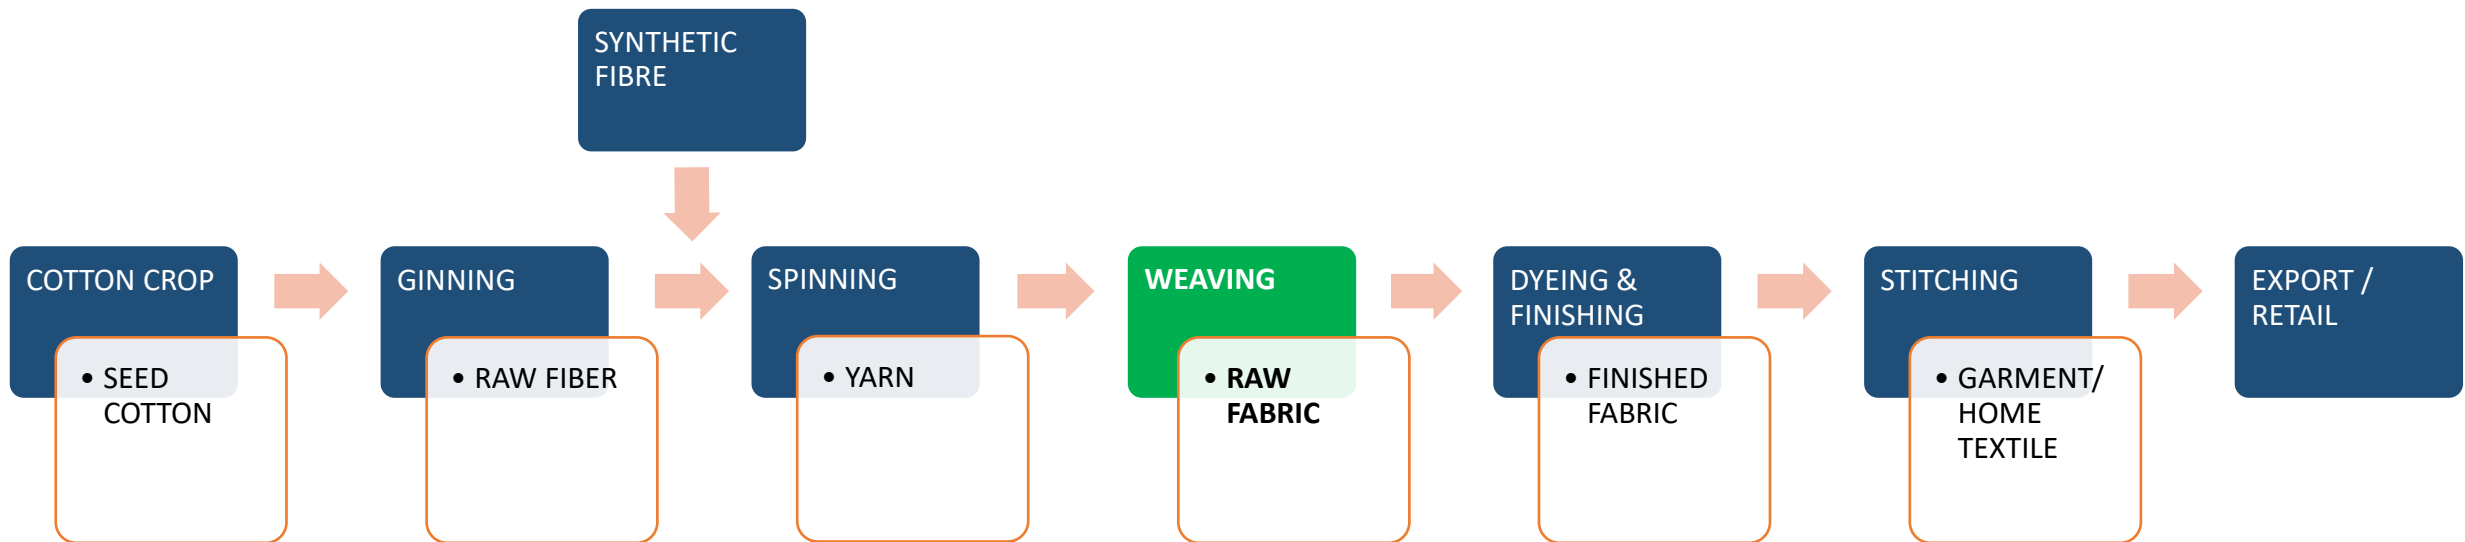 SYNTHETIC
FIBRE
COTTON CROP
• SEED
COTTON
GINNING
• RAW FIBER
SPINNING
• YARN
WEAVING
• RAW
FABRIC
DYEING &
FINISHING
• FINISHED
FABRIC
STITCHING
• GARMENT/
HOME
TEXTILE
EXPORT /
RETAIL